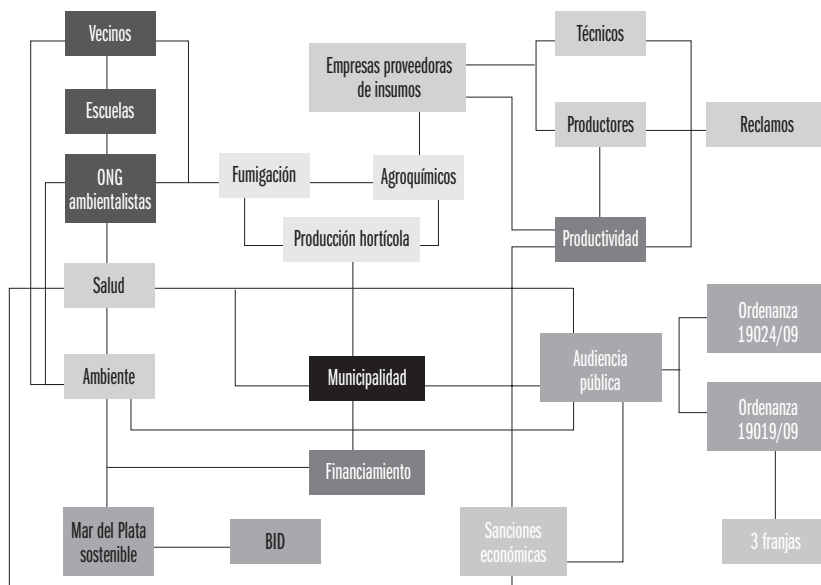 Vecinos
Técnicos
Empresas proveedoras
de insumos
Escuelas
Productores
Reclamos
ONG
ambientalistas
Fumigación
Agroquímicos
Producción hortícola
Productividad
Salud
Ordenanza
19024/09
Ambiente
Municipalidad
Audiencia
pública
Ordenanza
19019/09
Financiamiento
Mar del Plata
sostenible
BID
Sanciones
económicas
3 franjas